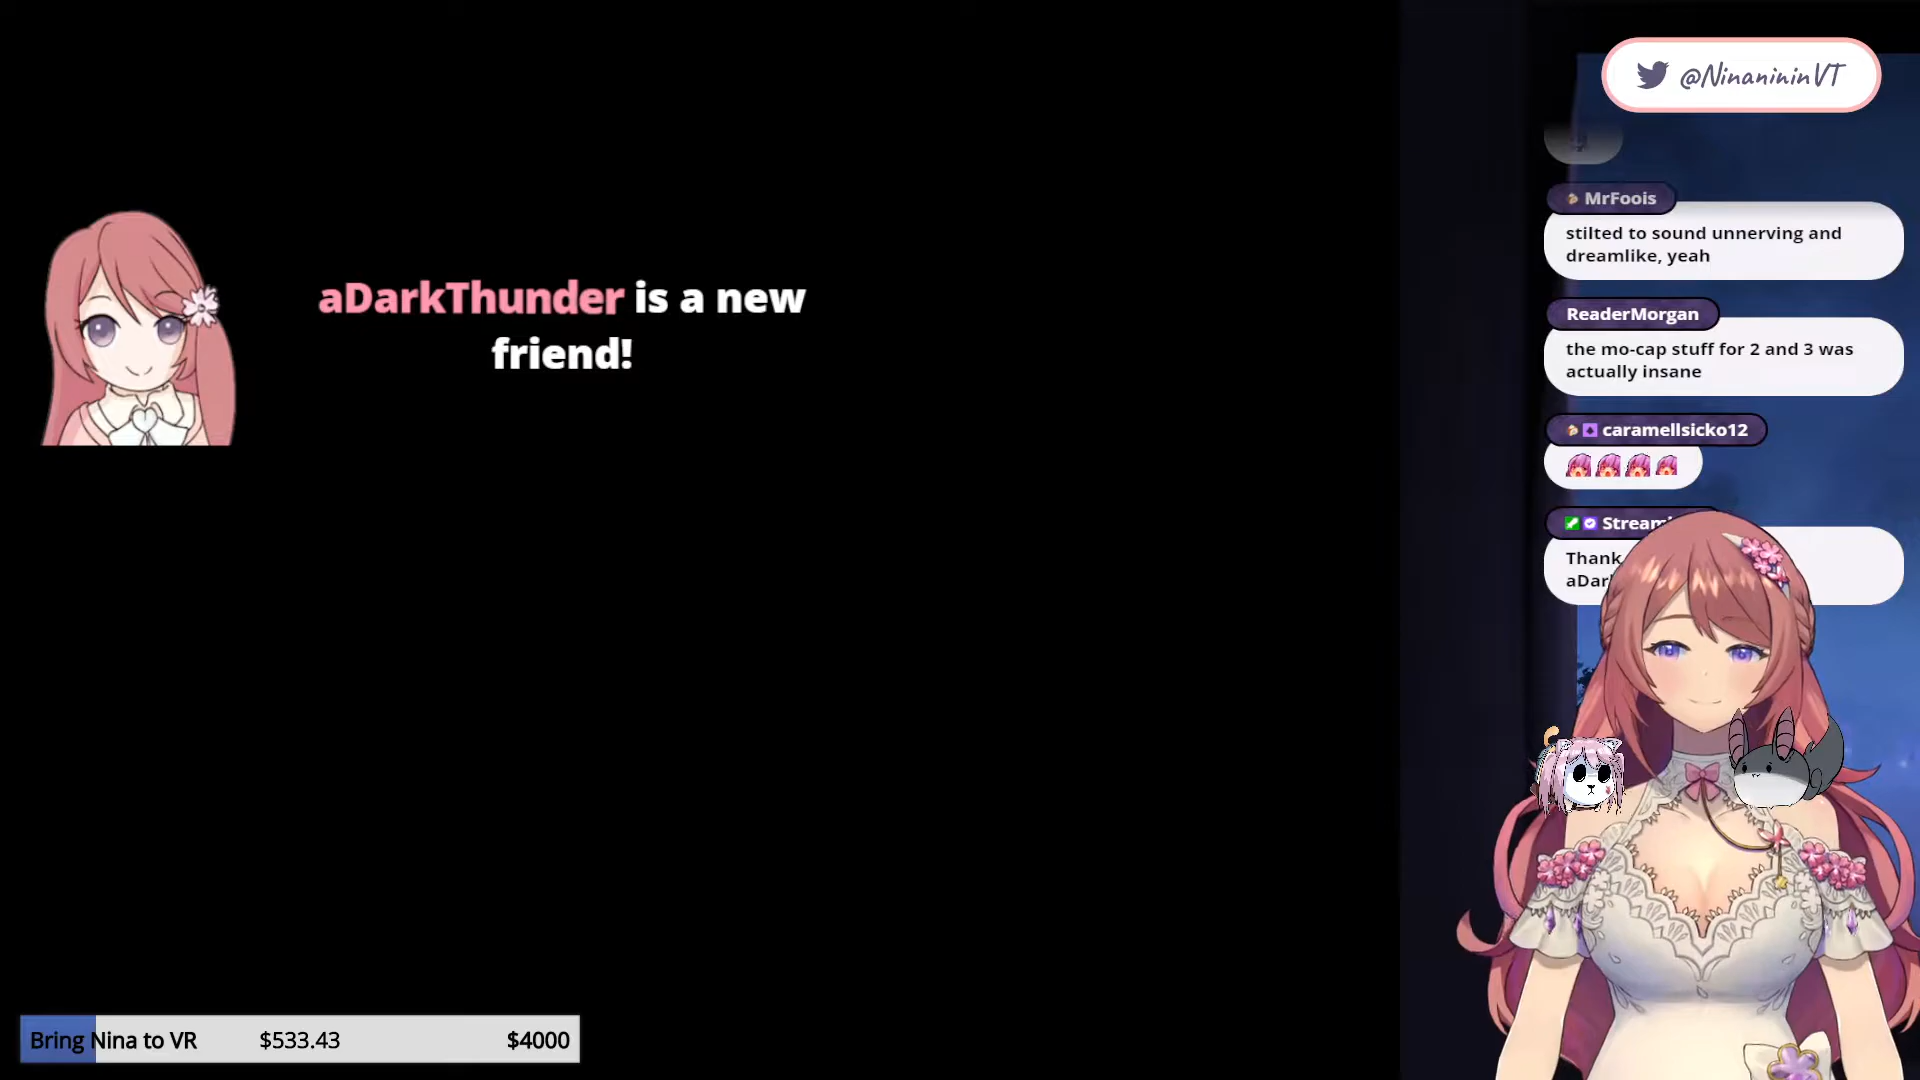 @NinanininVT
MrFoois
stilted to sound unnerving and
dreamlike, yeah
ReaderMorgan
the mo-cap stuff for 2 and 3 was
actually insane
caramellsicko12
Thank
aDarkThunder is a new
friend!
Bring Nina to VR $533.43 $4000